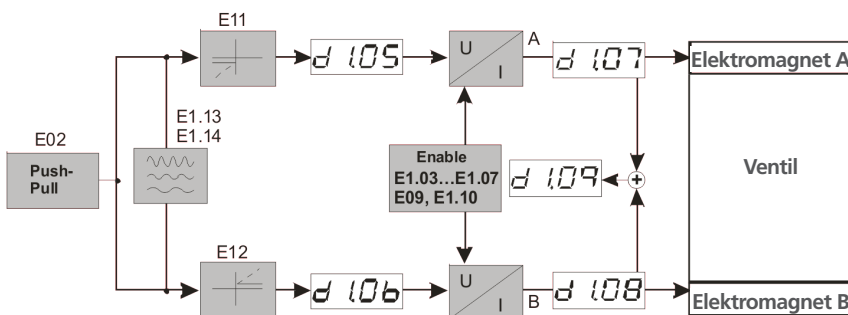 E11
d 1.05
U
I
A
d 1.07
Elektromagnet A
E1.13
E1.14
E02
Push-
Pull
Enable
E1.03...E1.07
E09, E1.10
d 1.09
+
Ventil
E12
d 1.06
U
I
B
d 1.08
Elektromagnet B